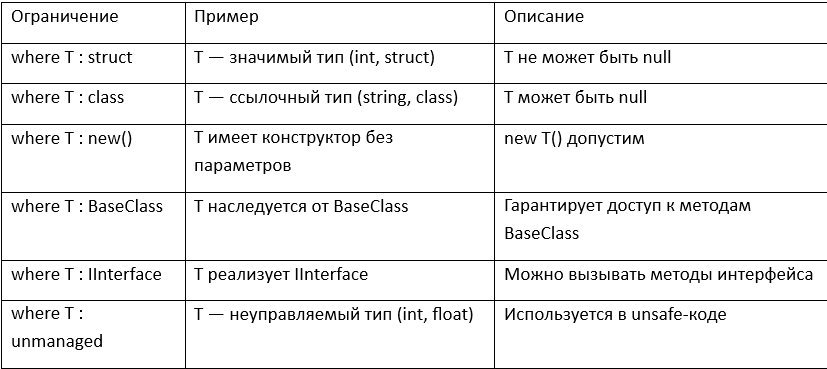 Ограничение Пример Описание
where T : struct T — значимый тип (int, struct) T не может быть null
where T : class T — ссылочный тип (string, class) T может быть null
where T : new() T имеет конструктор без new T() допустим
параметров
where T : BaseClass T наследуется от BaseClass Гарантирует доступ к методам
BaseClass
where T : IInterface T реализует IInterface Можно вызывать методы интерфейса
where T : T — неуправляемый тип (int, float) Используется в unsafe-коде
unmanaged